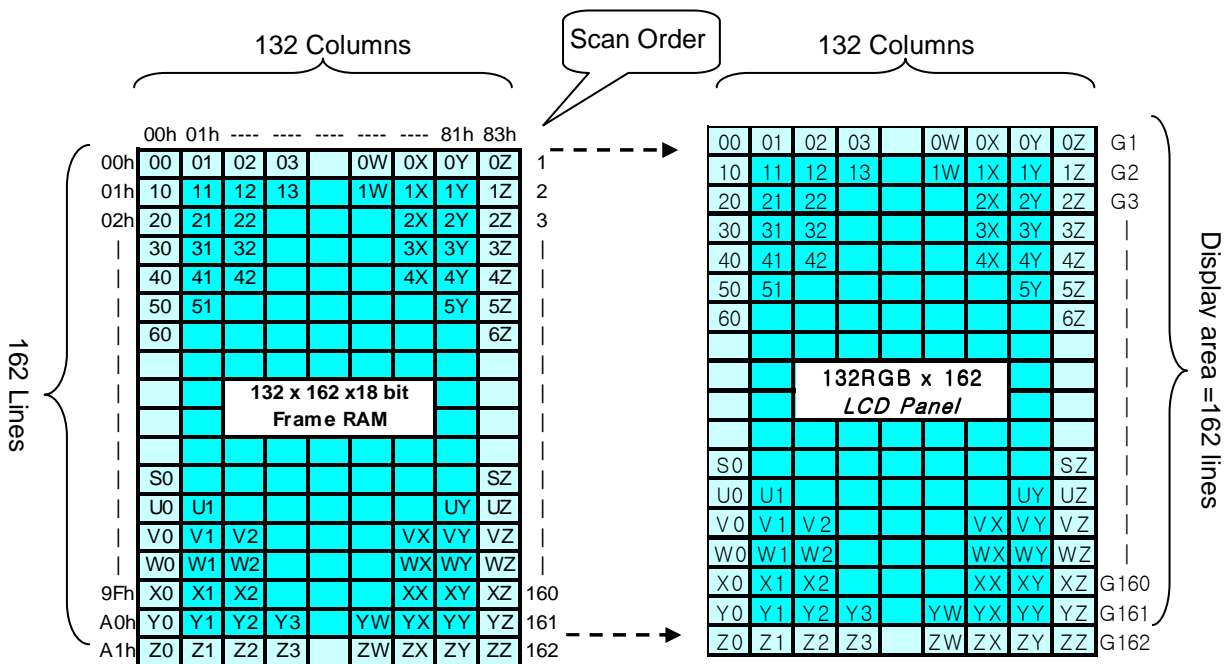 132 Columns
Scan Order
132 Columns
00h 01h ---- ---- ---- ---- ---- 81h 83h
00h 00 01 02 03 0W 0X 0Y 0Z 1
01h 10 11 12 13 1W 1X 1Y 1Z 2
02h 20 21 22 2X 2Y 2Z 3
30 31 32 3X 3Y 3Z
40 41 42 4X 4Y 4Z
50 51 5Y 5Z
60 6Z
132 x 162 x18 bit
Frame RAM
S0 SZ
U0 U1 UY UZ
V0 V1 V2 VX VY VZ
W0 W1 W2 WX WY WZ
9Fh X0 X1 X2 XX XY XZ 160
A0h Y0 Y1 Y2 Y3 YW YX YY YZ 161
A1h Z0 Z1 Z2 Z3 ZW ZX ZY ZZ 162
162 Lines
00 01 02 03 0W 0X 0Y 0Z G1
10 11 12 13 1W 1X 1Y 1Z G2
20 21 22 2X 2Y 2Z G3
30 31 32 3X 3Y 3Z
40 41 42 4X 4Y 4Z
50 51 5Y 5Z
60 6Z
132RGB x 162
LCD Panel
S0 SZ
U0 U1 UY UZ
V0 V1 V2 VX VY VZ
W0 W1 W2 WX WY WZ
X0 X1 X2 XX XY XZ G160
Y0 Y1 Y2 Y3 YW YX YY YZ G161
Z0 Z1 Z2 Z3 ZW ZX ZY ZZ G162
Display area =162 lines